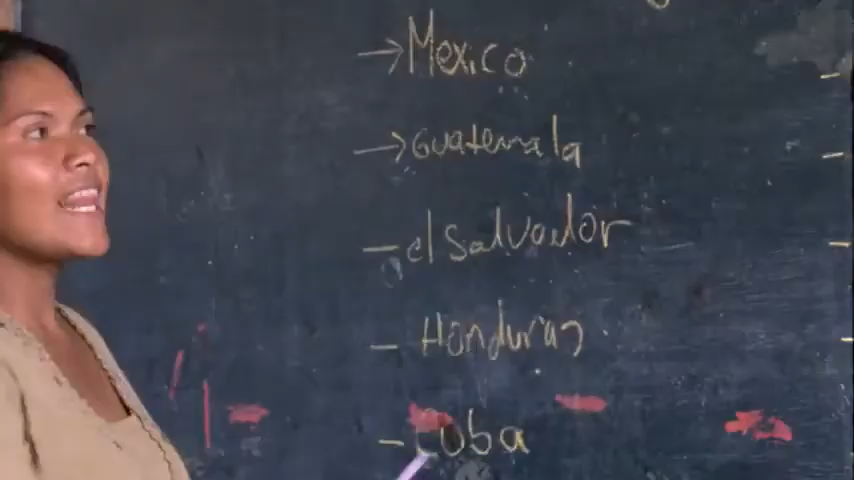 → Mexico
→ Guatemala
- el Salvador
- Honduras
- Cuba